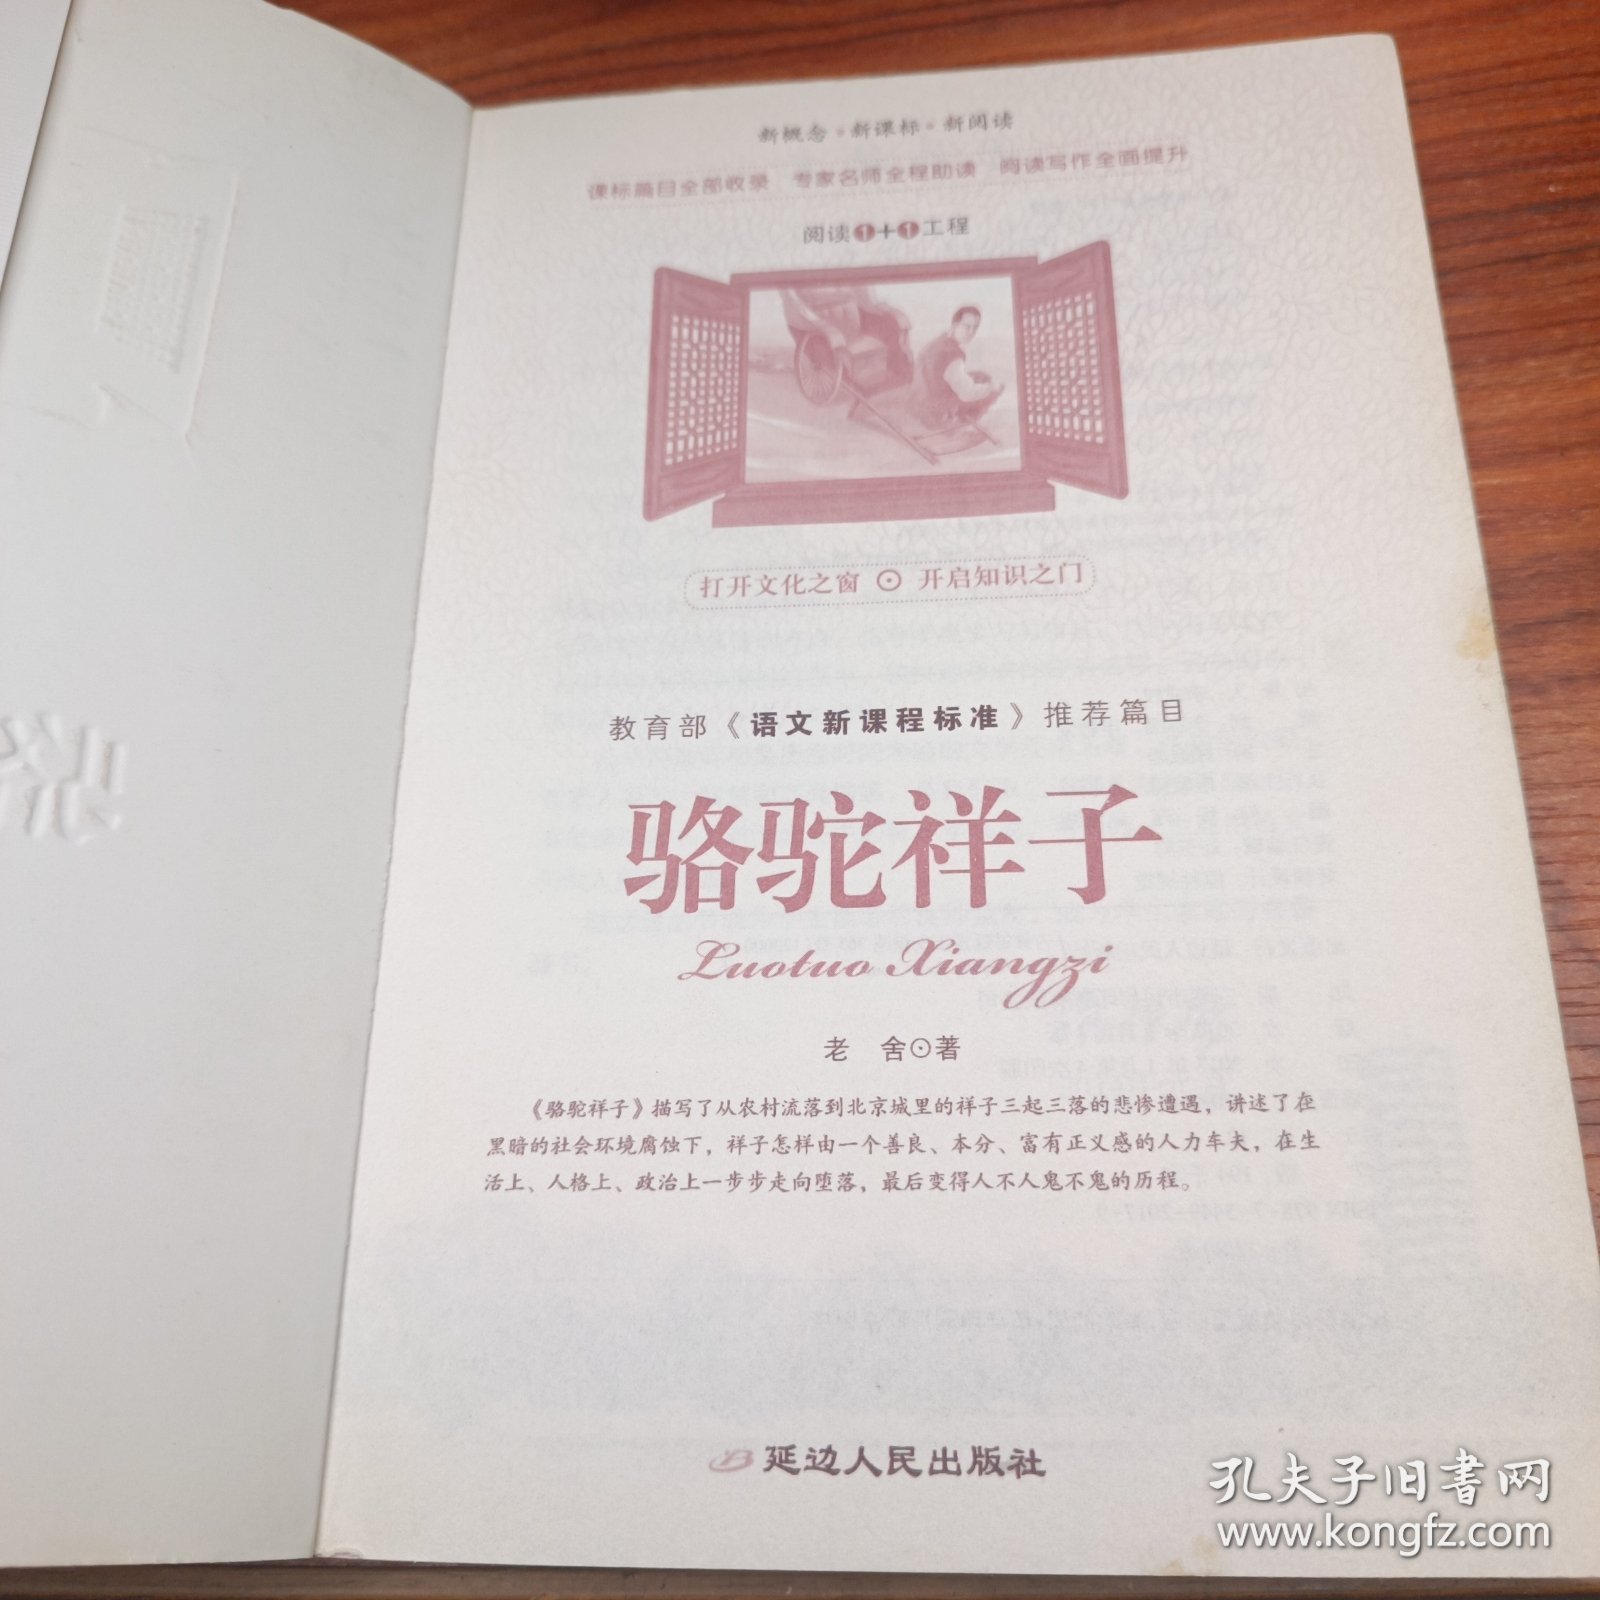 新概念·新课标·新阅读
课标篇目全部收录 专家名师全程助读 阅读写作全面提升
阅读1+1工程
打开文化之窗 ⊙ 开启知识之门
教育部《语文新课程标准》推荐篇目
骆驼祥子
Luotuo Xiangzi
老 舍⊙著
《骆驼祥子》描写了从农村流落到北京城里的祥子三起三落的悲惨遭遇，讲述了在
黑暗的社会环境腐蚀下，祥子怎样由一个善良、本分、富有正义感的人力车夫，在生
活上、人格上、政治上一步步走向堕落，最后变得人不人鬼不鬼的历程。
延边人民出版社
孔夫子旧书网
www.kongfz.com